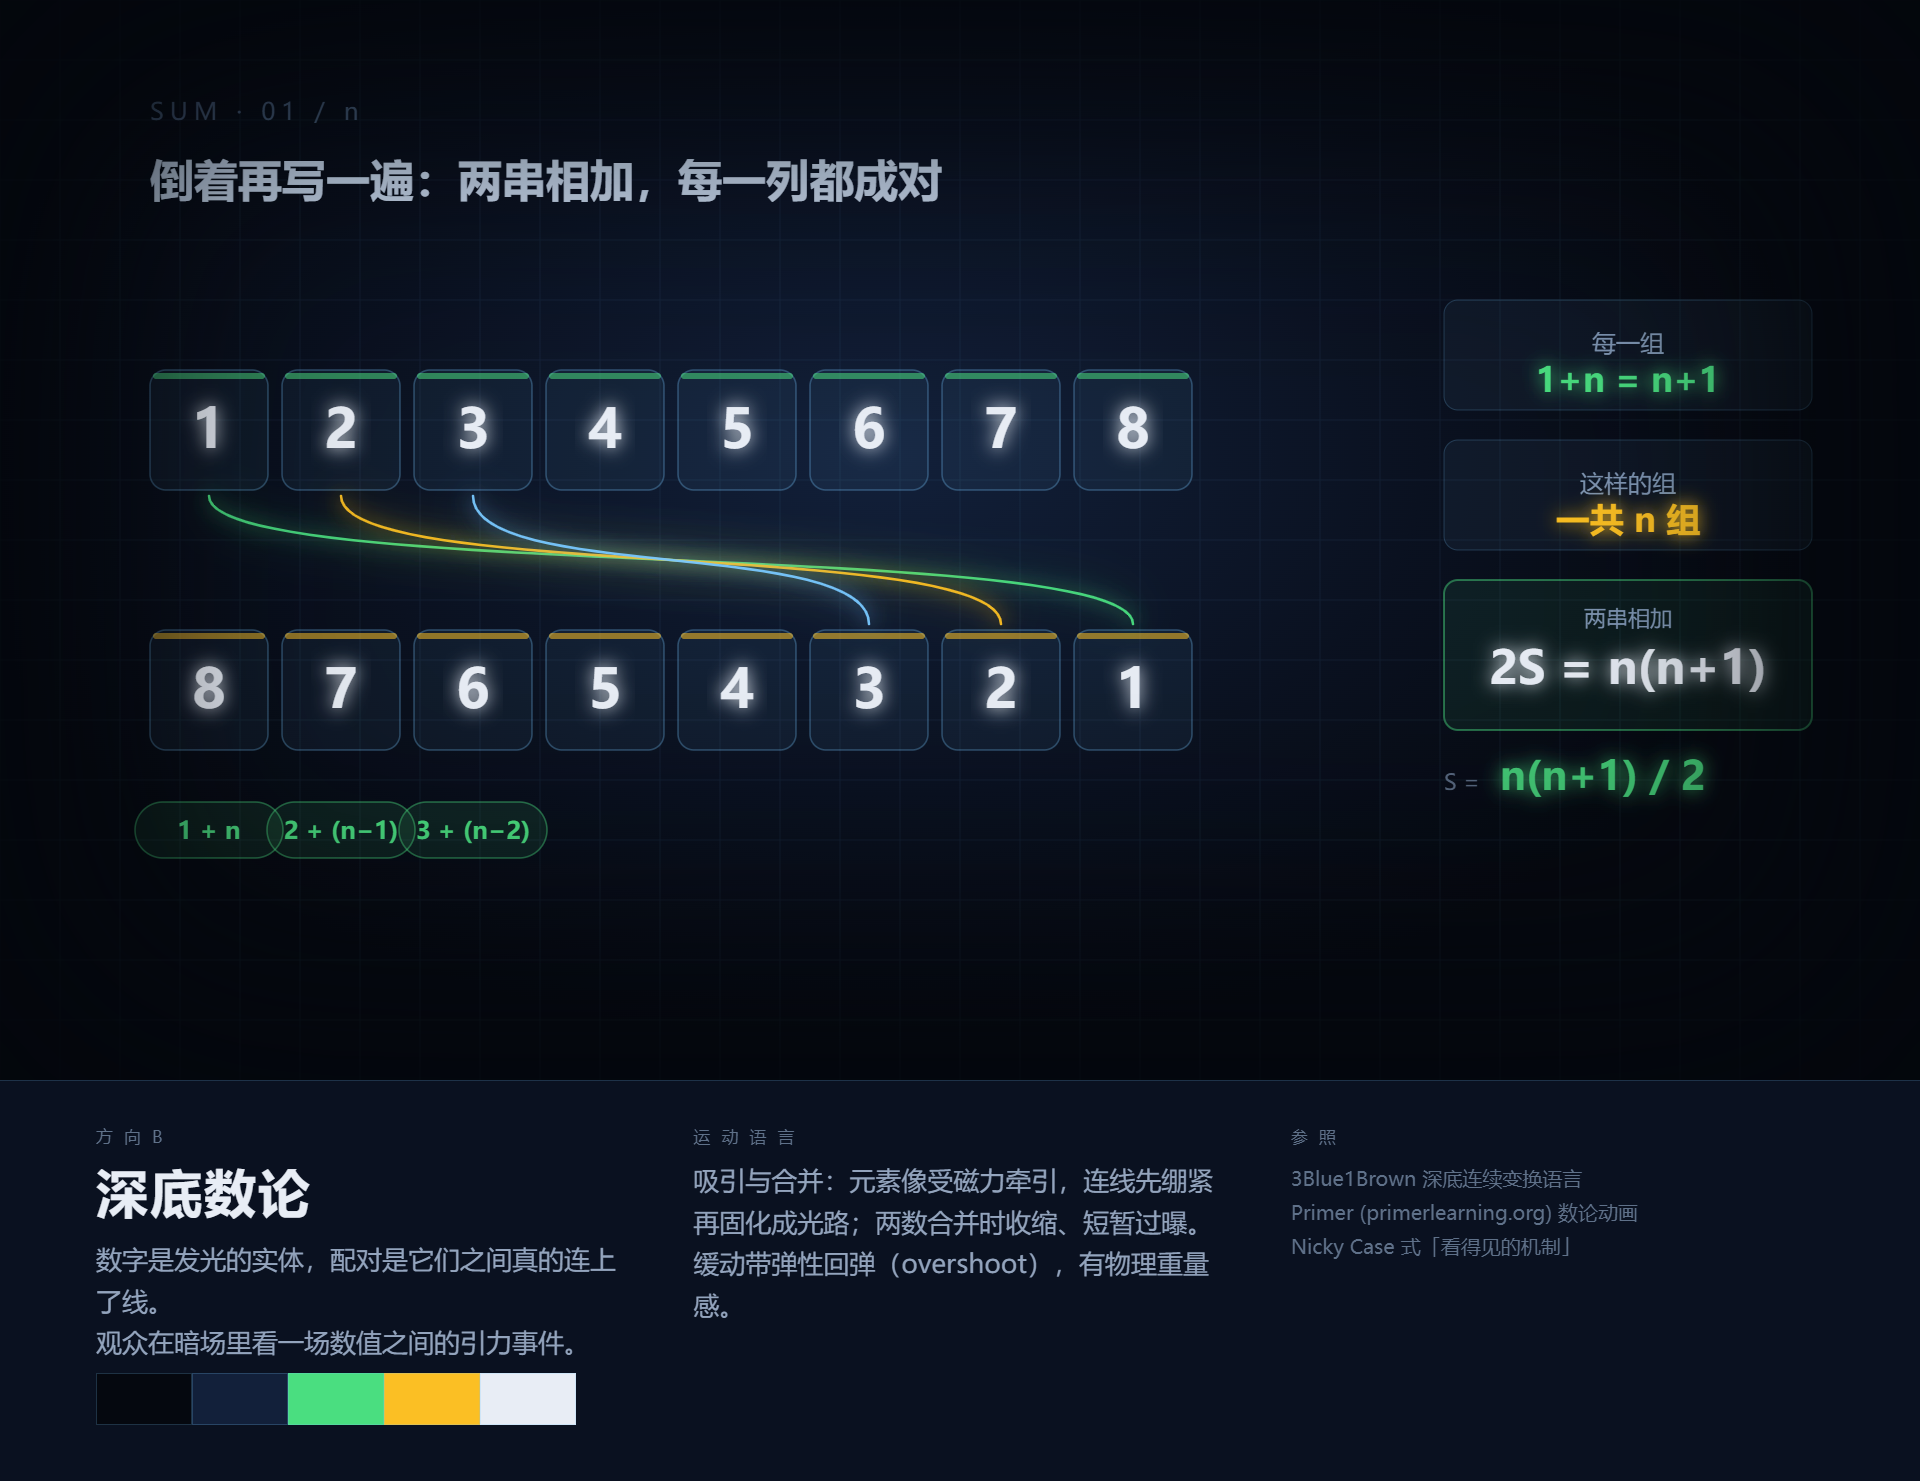 SUM · 01 / n
倒着再写一遍：两串相加，每一列都成对
1 2 3 4 5 6 7 8
8 7 6 5 4 3 2 1
1 + n
2 + (n−1)
3 + (n−2)
每一组
1+n = n+1
这样的组
一共 n 组
两串相加
2S = n(n+1)
S = n(n+1) / 2
方向B
深底数论
数字是发光的实体，配对是它们之间真的连上
了线。
观众在暗场里看一场数值之间的引力事件。
运动语言
吸引与合并：元素像受磁力牵引，连线先绷紧
再固化成光路；两数合并时收缩、短暂过曝。
缓动带弹性回弹（overshoot），有物理重量
感。
参照
3Blue1Brown 深底连续变换语言
Primer (primerlearning.org) 数论动画
Nicky Case 式「看得见的机制」